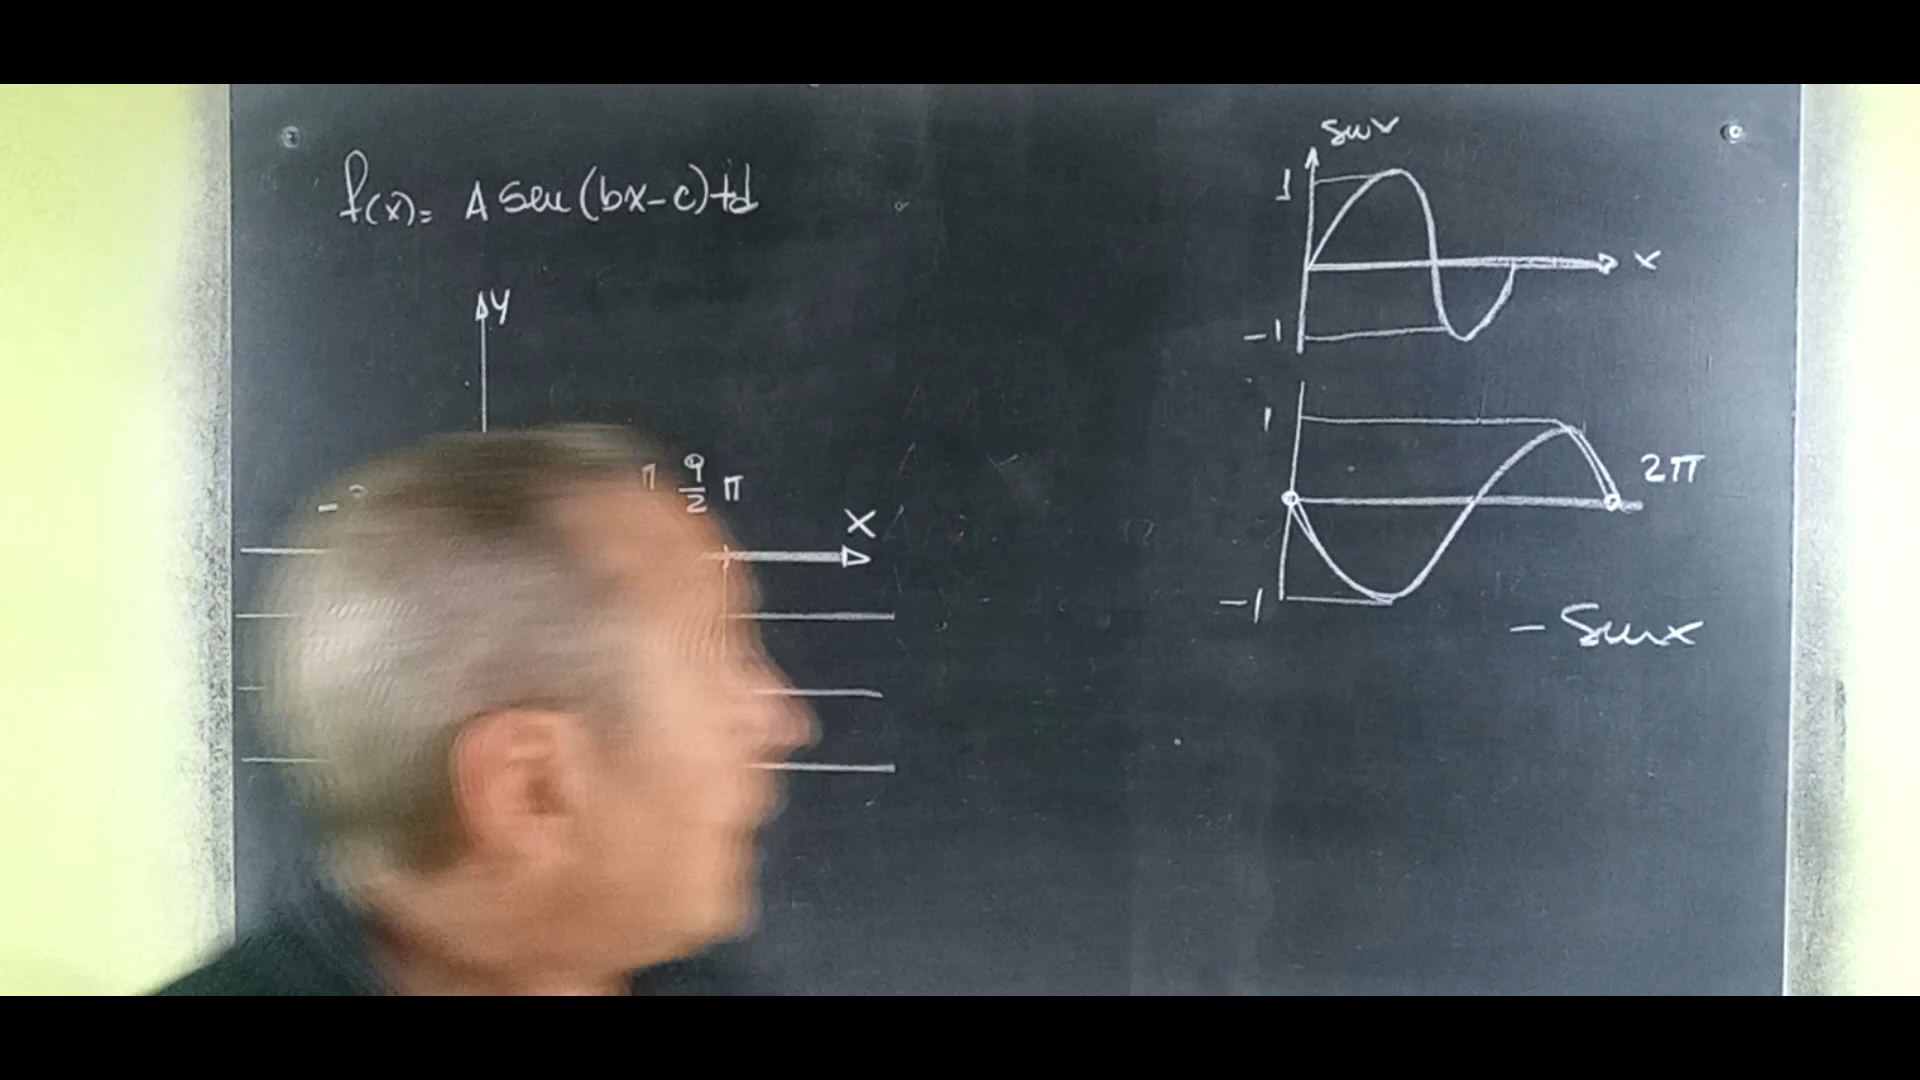 f(x)= A sen(bx-c)+d
y
9/2 π
x
sen x
1
x
-1
1
2π
-1
- sen x